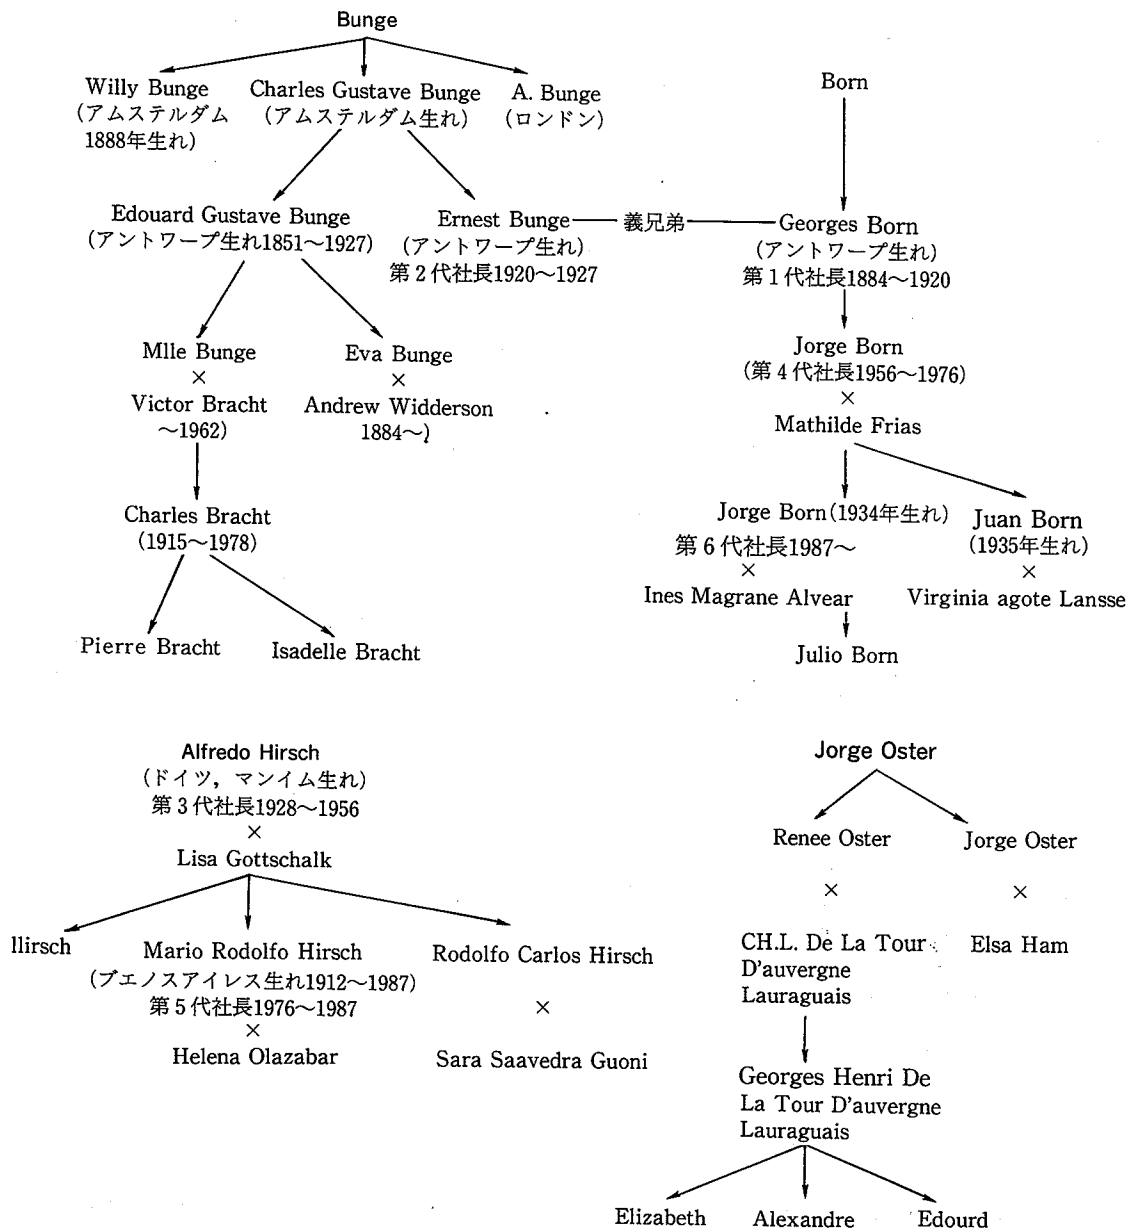 Bunge
Willy Bunge
(アムステルダム
1888年生れ)
Charles Gustave Bunge
(アムステルダム生れ)
A. Bunge
(ロンドン)
Born
Edouard Gustave Bunge
(アントワープ生れ1851〜1927)
Ernest Bunge
(アントワープ生れ)
第2代社長1920〜1927
義兄弟
Georges Born
(アントワープ生れ)
第1代社長1884〜1920
Mlle Bunge
×
Victor Bracht
〜1962)
Eva Bunge
×
Andrew Widderson
1884〜)
Jorge Born
(第4代社長1956〜1976)
×
Mathilde Frias
Charles Bracht
(1915〜1978)
Jorge Born(1934年生れ)
第6代社長1987〜
×
Ines Magrane Alvear
Juan Born
(1935年生れ)
×
Virginia agote Lansse
Pierre Bracht
Isadelle Bracht
Julio Born
Alfredo Hirsch
(ドイツ,マンイム生れ)
第3代社長1928〜1956
×
Lisa Gottschalk
llirsch
Mario Rodolfo Hirsch
(ブエノスアイレス生れ1912〜1987)
第5代社長1976〜1987
×
Helena Olazabar
Rodolfo Carlos Hirsch
×
Sara Saavedra Guoni
Jorge Oster
Renee Oster
×
CH.L. De La Tour
D'auvergne
Lauraguais
Jorge Oster
×
Elsa Ham
Georges Henri De
La Tour D'auvergne
Lauraguais
Elizabeth
Alexandre
Edourd